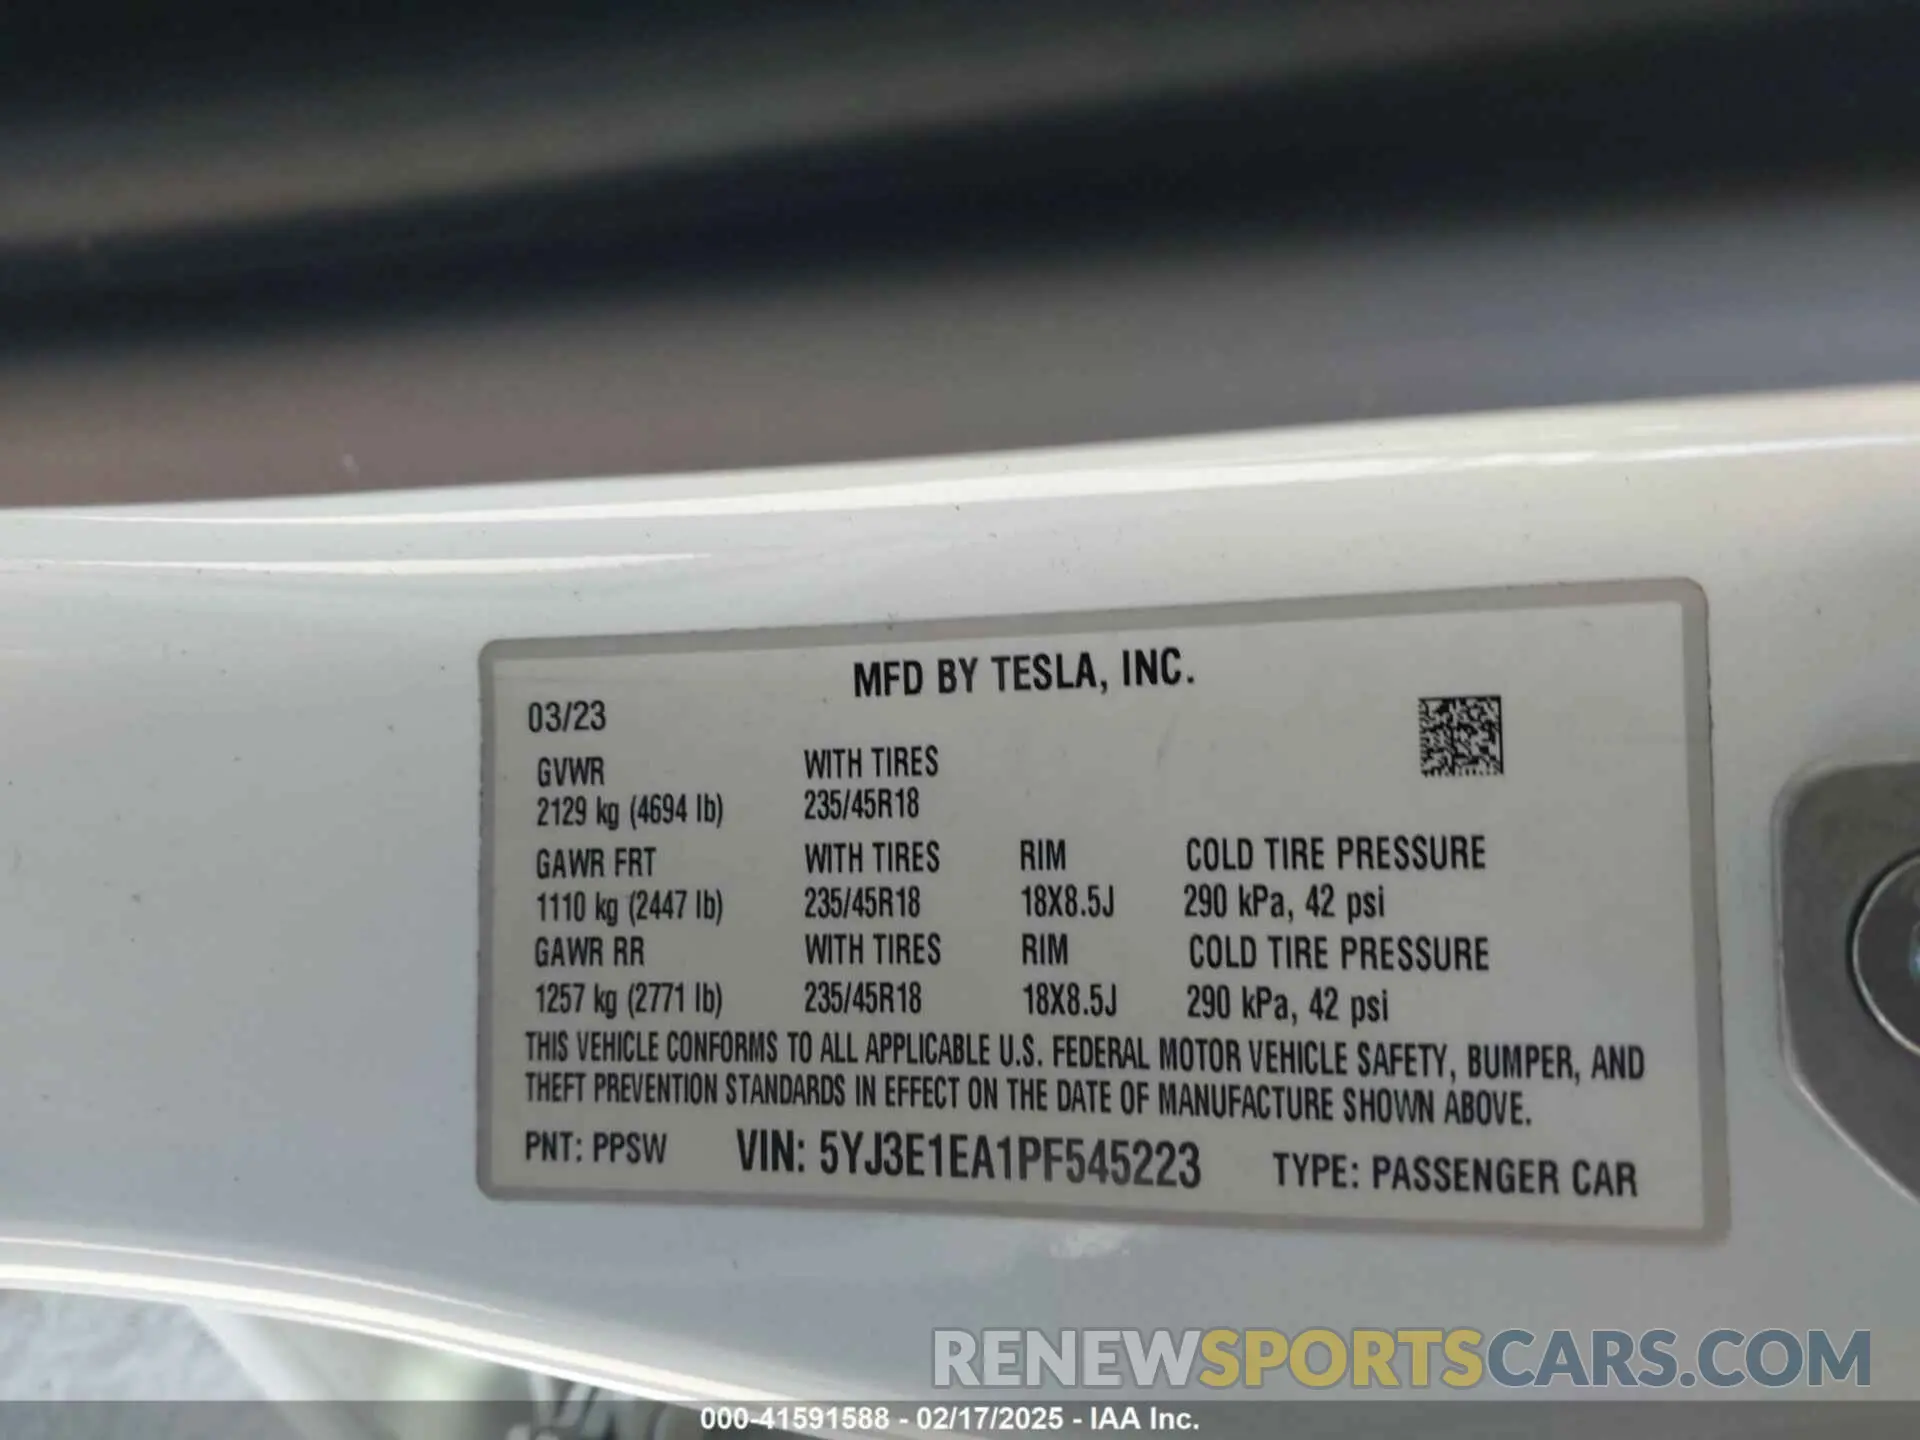 MFD BY TESLA, INC.
03/23
GVWR WITH TIRES
2129 kg (4694 lb) 235/45R18
GAWR FRT WITH TIRES RIM COLD TIRE PRESSURE
1110 kg (2447 lb) 235/45R18 18X8.5J 290 kPa, 42 psi
GAWR RR WITH TIRES RIM COLD TIRE PRESSURE
1257 kg (2771 lb) 235/45R18 18X8.5J 290 kPa, 42 psi
THIS VEHICLE CONFORMS TO ALL APPLICABLE U.S. FEDERAL MOTOR VEHICLE SAFETY, BUMPER, AND
THEFT PREVENTION STANDARDS IN EFFECT ON THE DATE OF MANUFACTURE SHOWN ABOVE.
PNT: PPSW VIN: 5YJ3E1EA1PF545223 TYPE: PASSENGER CAR
RENEWSPORTSCARS.COM
000-41591588 - 02/17/2025 - IAA Inc.